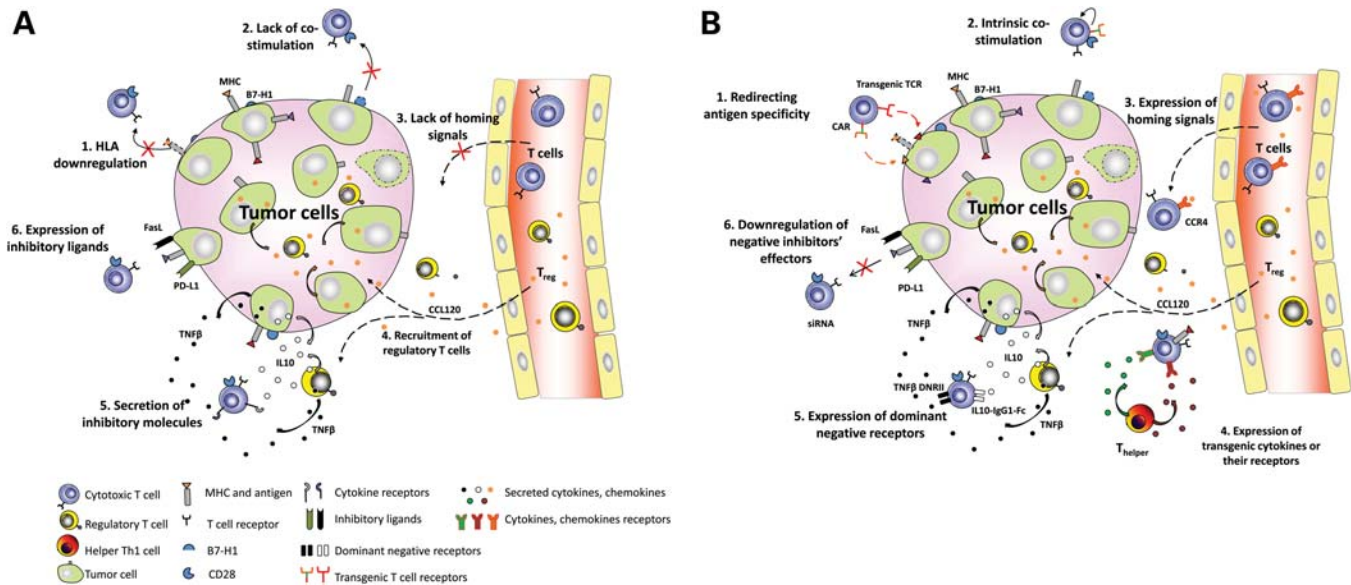 A
2. Lack of co-
stimulation
MHC
B7-H1
1. HLA
downregulation
3. Lack of homing
signals
T cells
Tumor cells
6. Expression of
inhibitory ligands
FasL
PD-L1
Treg
CCL120
TNFβ
4. Recruitment of
regulatory T cells
IL10
5. Secretion of
inhibitory molecules
TNFβ
Cytotoxic T cell
Regulatory T cell
Helper Th1 cell
Tumor cell
MHC and antigen
T cell receptor
B7-H1
CD28
Cytokine receptors
Inhibitory ligands
Dominant negative receptors
Transgenic T cell receptors
Secreted cytokines, chemokines
Cytokines, chemokines receptors
B
2. Intrinsic co-
stimulation
Transgenic TCR
MHC
B7-H1
1. Redirecting
antigen specificity
CAR
3. Expression of
homing signals
T cells
Tumor cells
CCR4
6. Downregulation of
negative inhibitors’
effectors
FasL
PD-L1
siRNA
Treg
CCL120
TNFβ
IL10
TNFβ DNRII
IL10-IgG1-Fc
5. Expression of dominant
negative receptors
TNFβ
Thelper
4. Expression of
transgenic cytokines or
their receptors